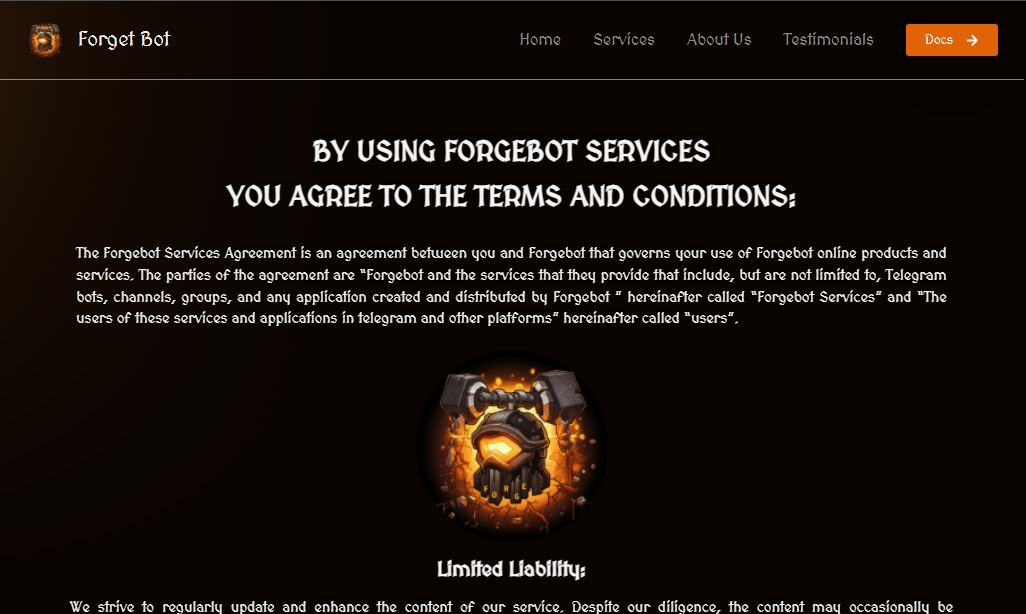 Forget Bot
Home Services About Us Testimonials Docs
BY USING FORGEBOT SERVICES
YOU AGREE TO THE TERMS AND CONDITIONS:
The Forgebot Services Agreement is an agreement between you and Forgebot that governs your use of Forgebot online products and
services. The parties of the agreement are “Forgebot and the services that they provide that include, but are not limited to, Telegram
bots, channels, groups, and any application created and distributed by Forgebot ” hereinafter called “Forgebot Services” and “The
users of these services and applications in telegram and other platforms” hereinafter called “users”.
FORGE
Limited Liability:
We strive to regularly update and enhance the content of our service. Despite our diligence, the content may occasionally be